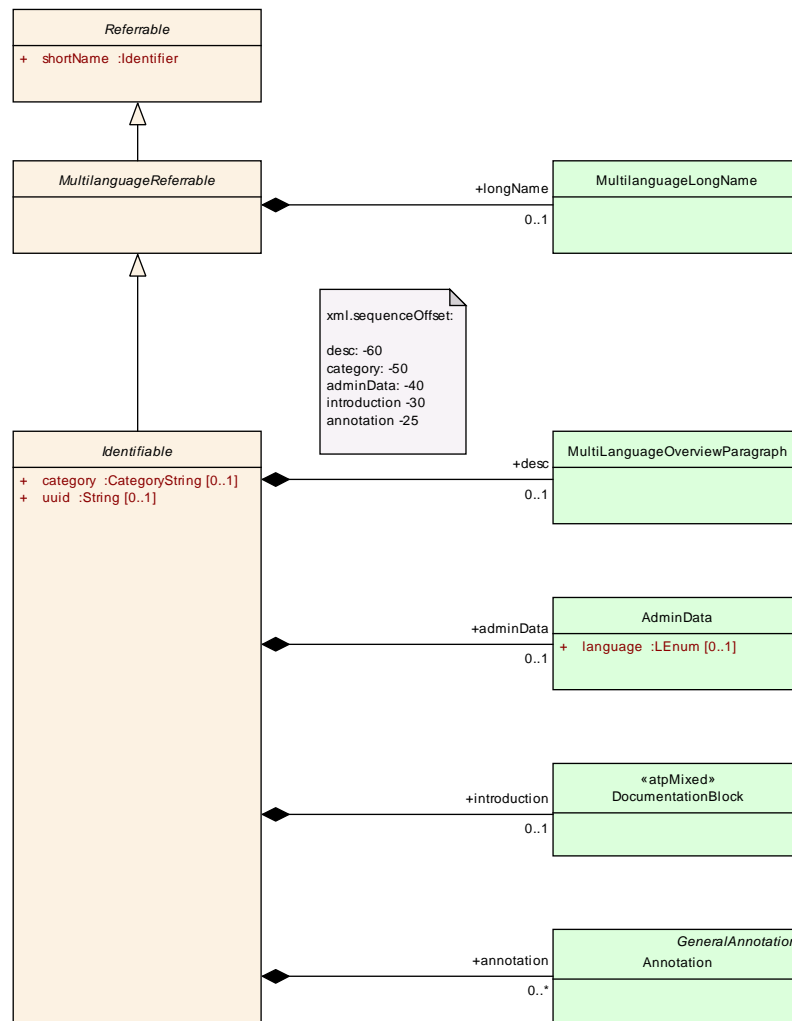 Referrable
+ shortName :Identifier
MultilanguageReferrable
+longName
0..1
MultilanguageLongName
xml.sequenceOffset:
desc: -60
category: -50
adminData: -40
introduction -30
annotation -25
Identifiable
+ category :CategoryString [0..1]
+ uuid :String [0..1]
+desc
0..1
MultiLanguageOverviewParagraph
+adminData
0..1
AdminData
+ language :LEnum [0..1]
+introduction
0..1
«atpMixed»
DocumentationBlock
+annotation
0..*
GeneralAnnotation
Annotation